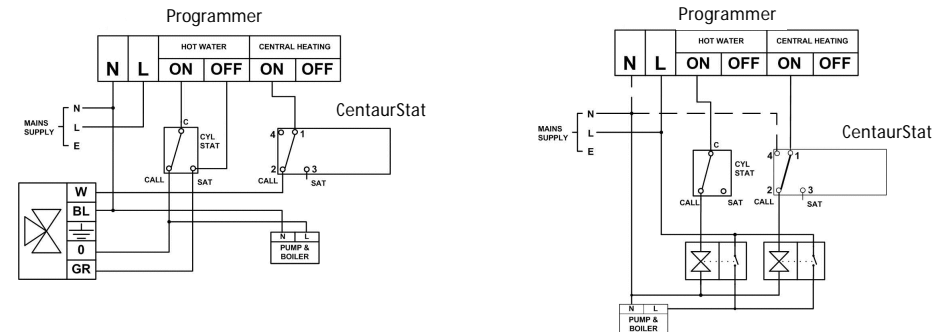 Programmer
HOT WATER CENTRAL HEATING
N L ON OFF ON OFF
CentaurStat
N
MAINS SUPPLY L
E
C
CYL STAT
4 1
2 3
CALL SAT
CALL SAT
W
BL
0
GR
N L
PUMP & BOILER
Programmer
HOT WATER CENTRAL HEATING
N L ON OFF ON OFF
CentaurStat
N
MAINS SUPPLY L
E
C
CYL STAT
4 1
2 3
CALL SAT
CALL SAT
N L
PUMP & BOILER